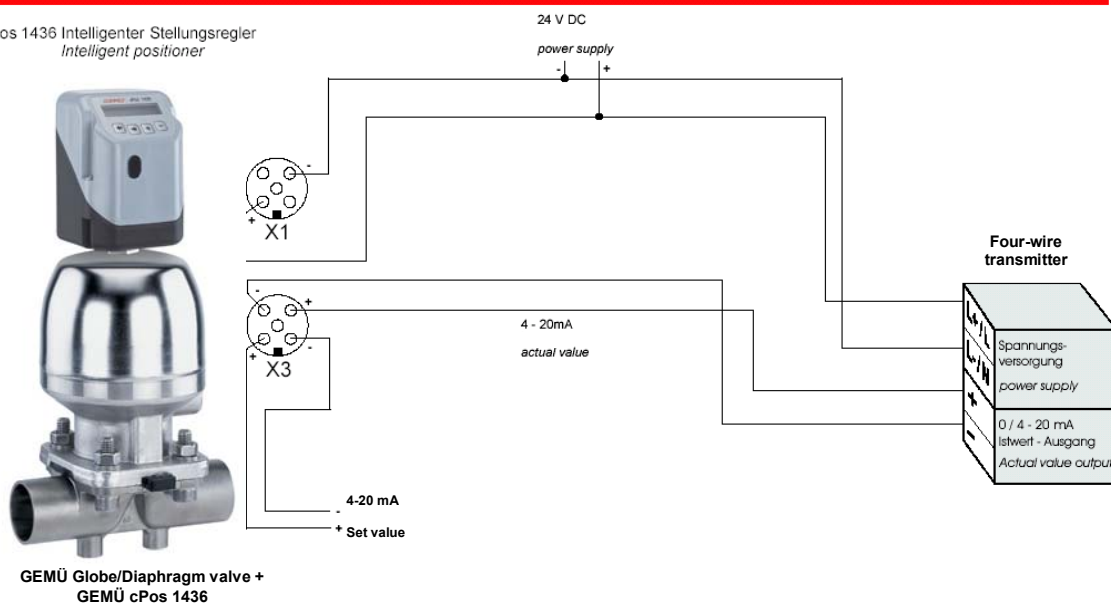 24 V DC
power supply
- +
os 1436 Intelligenter Stellungsregler
Intelligent positioner
-
+
X1
Four-wire
transmitter
- +
+ -
X3
4 - 20mA
actual value
L+ / L
L+ / N
+
-
Spannungs-
versorgung
power supply
0 / 4 - 20 mA
Istwert - Ausgang
Actual value output
4-20 mA
-
+ Set value
GEMÜ Globe/Diaphragm valve +
GEMÜ cPos 1436